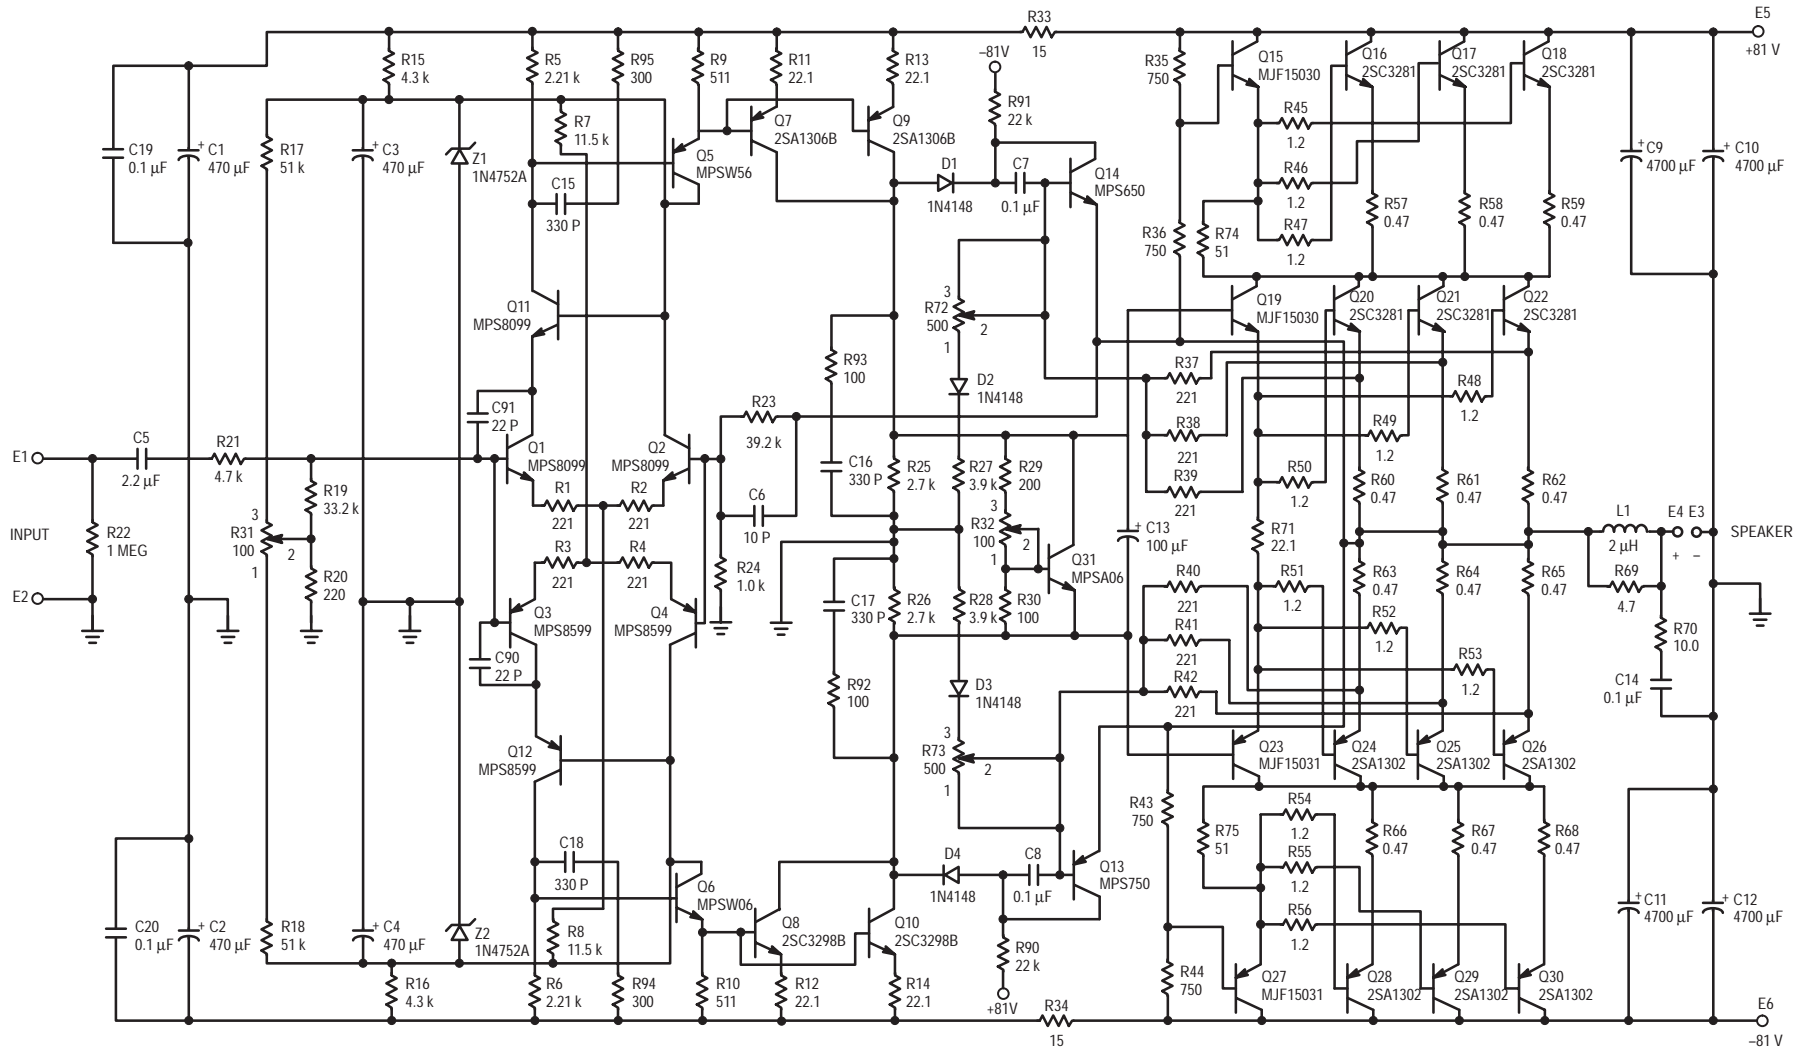 R33
15
E5
+81 V
–81V
R15
4.3 k
R5
2.21 k
R95
300
R9
511
R11
22.1
R13
22.1
R35
750
Q15
MJF15030
Q16
2SC3281
Q17
2SC3281
Q18
2SC3281
R91
22 k
R7
11.5 k
Q7
2SA1306B
Q9
2SA1306B
R45
1.2
C19
0.1 µF
+
C1
470 µF
R17
51 k
+
C3
470 µF
Z1
1N4752A
Q5
MPSW56
D1
1N4148
C7
0.1 µF
Q14
MPS650
R46
1.2
+
C9
4700 µF
+
C10
4700 µF
C15
330 P
R57
0.47
R58
0.47
R59
0.47
R36
750
R74
51
R47
1.2
Q11
MPS8099
3
R72
500
2
1
Q19
MJF15030
Q20
2SC3281
Q21
2SC3281
Q22
2SC3281
R93
100
D2
1N4148
R37
221
R48
1.2
C91
22 P
R23
39.2 k
R38
221
R49
1.2
E1
C5
2.2 µF
R21
4.7 k
Q1
MPS8099
Q2
MPS8099
C16
330 P
R25
2.7 k
R27
3.9 k
R29
200
R39
221
R50
1.2
R60
0.47
R61
0.47
R62
0.47
R19
33.2 k
R1
221
R2
221
C6
10 P
INPUT
R22
1 MEG
3
R31
100
2
1
R32
100
2
1
+
C13
100 µF
R71
22.1
L1
2 µH
E4
E3
+
–
SPEAKER
R20
220
R3
221
R4
221
R24
1.0 k
Q31
MPSA06
R40
221
R51
1.2
R63
0.47
R64
0.47
R65
0.47
R69
4.7
E2
Q3
MPS8599
Q4
MPS8599
C17
330 P
R26
2.7 k
R28
3.9 k
R30
100
R41
221
R52
1.2
R70
10.0
C90
22 P
R92
100
D3
1N4148
R42
221
R53
1.2
C14
0.1 µF
Q12
MPS8599
3
R73
500
2
1
Q23
MJF15031
Q24
2SA1302
Q25
2SA1302
Q26
2SA1302
R43
750
R54
1.2
R75
51
R66
0.47
R67
0.47
R68
0.47
C18
330 P
D4
1N4148
C8
0.1 µF
Q13
MPS750
R55
1.2
Q6
MPSW06
C20
0.1 µF
+
C2
470 µF
R18
51 k
+
C4
470 µF
Z2
1N4752A
R8
11.5 k
Q8
2SC3298B
Q10
2SC3298B
R90
22 k
R56
1.2
+
C11
4700 µF
+
C12
4700 µF
R16
4.3 k
R6
2.21 k
R94
300
R10
511
R12
22.1
R14
22.1
+81V
R44
750
Q27
MJF15031
Q28
2SA1302
Q29
2SA1302
Q30
2SA1302
R34
15
E6
–81 V